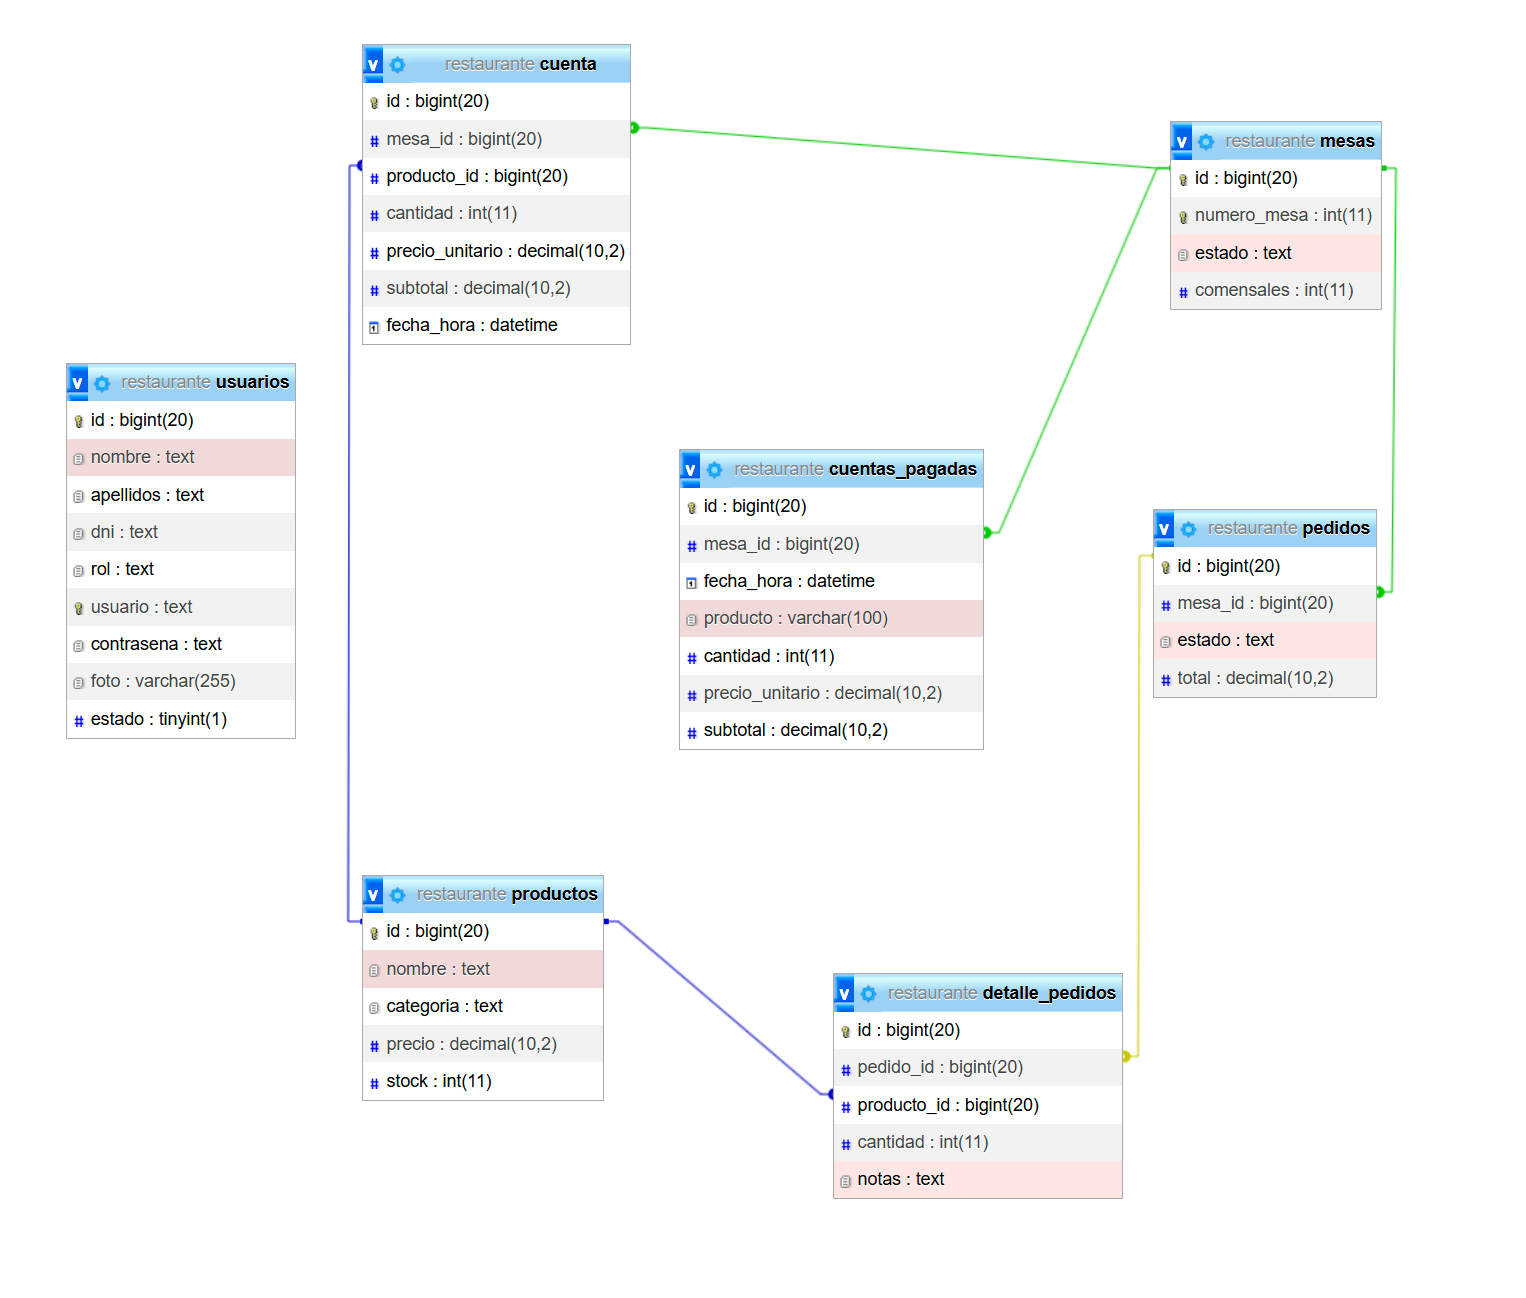 restaurante cuenta
id : bigint(20)
mesa_id : bigint(20)
producto_id : bigint(20)
cantidad : int(11)
precio_unitario : decimal(10,2)
subtotal : decimal(10,2)
fecha_hora : datetime
restaurante mesas
id : bigint(20)
numero_mesa : int(11)
estado : text
comensales : int(11)
restaurante usuarios
id : bigint(20)
nombre : text
apellidos : text
dni : text
rol : text
usuario : text
contrasena : text
foto : varchar(255)
estado : tinyint(1)
restaurante cuentas_pagadas
id : bigint(20)
mesa_id : bigint(20)
fecha_hora : datetime
producto : varchar(100)
cantidad : int(11)
precio_unitario : decimal(10,2)
subtotal : decimal(10,2)
restaurante pedidos
id : bigint(20)
mesa_id : bigint(20)
estado : text
total : decimal(10,2)
restaurante productos
id : bigint(20)
nombre : text
categoria : text
precio : decimal(10,2)
stock : int(11)
restaurante detalle_pedidos
id : bigint(20)
pedido_id : bigint(20)
producto_id : bigint(20)
cantidad : int(11)
notas : text